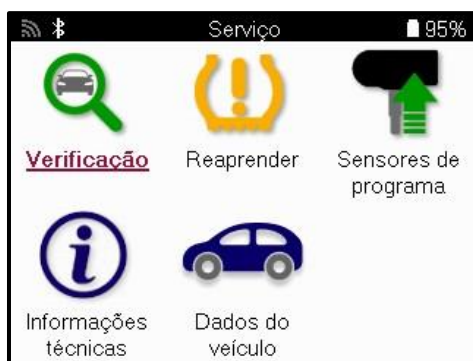 Serviço
95%
Verificação
Reaprender
Sensores de
programa
Informações
técnicas
Dados do
veículo